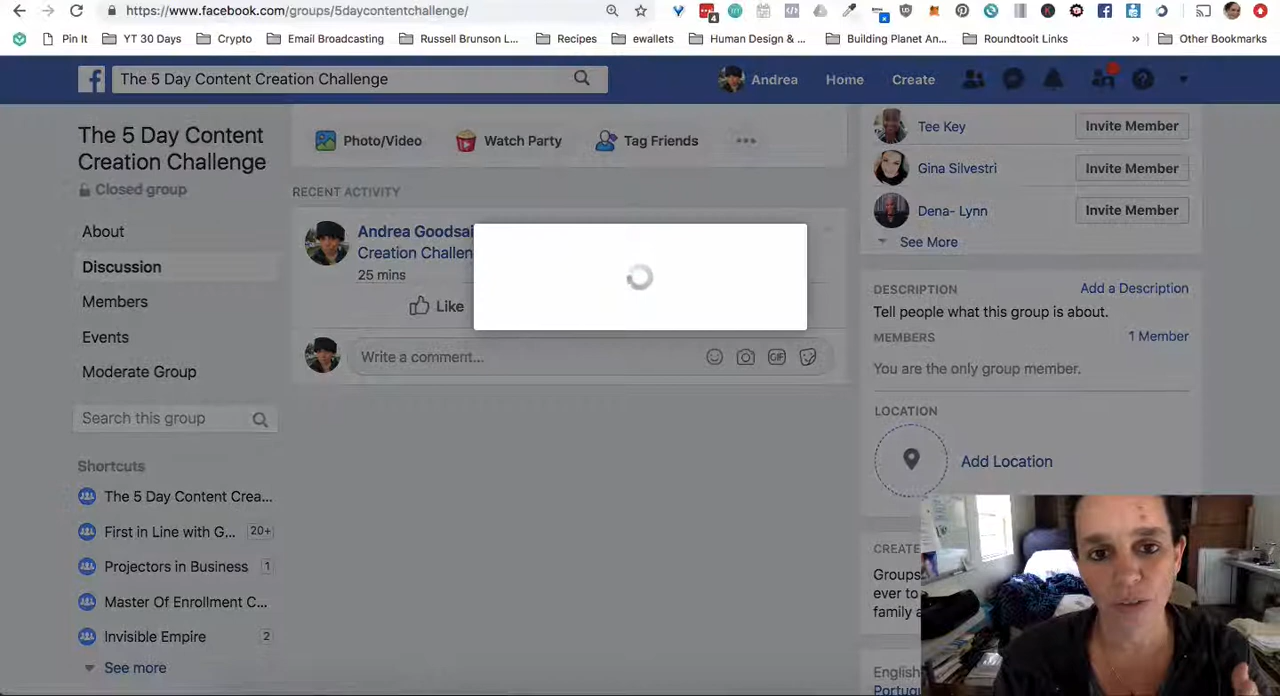 https://www.facebook.com/groups/5daycontentchallenge/
4
Pin It
YT 30 Days
Crypto
Email Broadcasting
Russell Brunson L...
Recipes
ewallets
Human Design & ...
Building Planet An...
Roundtooit Links
»
Other Bookmarks
The 5 Day Content Creation Challenge
Andrea
Home
Create
The 5 Day Content
Creation Challenge
Closed group
About
Discussion
Members
Events
Moderate Group
Search this group
Shortcuts
The 5 Day Content Crea...
First in Line with G... 20+
Projectors in Business 1
Master Of Enrollment C...
Invisible Empire 2
See more
Photo/Video
Watch Party
Tag Friends
RECENT ACTIVITY
Andrea Goodsai
Creation Challen
25 mins
Like
Write a comment...
GIF
Tee Key
Invite Member
Gina Silvestri
Invite Member
Dena- Lynn
Invite Member
See More
DESCRIPTION
Add a Description
Tell people what this group is about.
MEMBERS
1 Member
You are the only group member.
LOCATION
Add Location
CREATE
Groups
ever to
family a
English
Portug